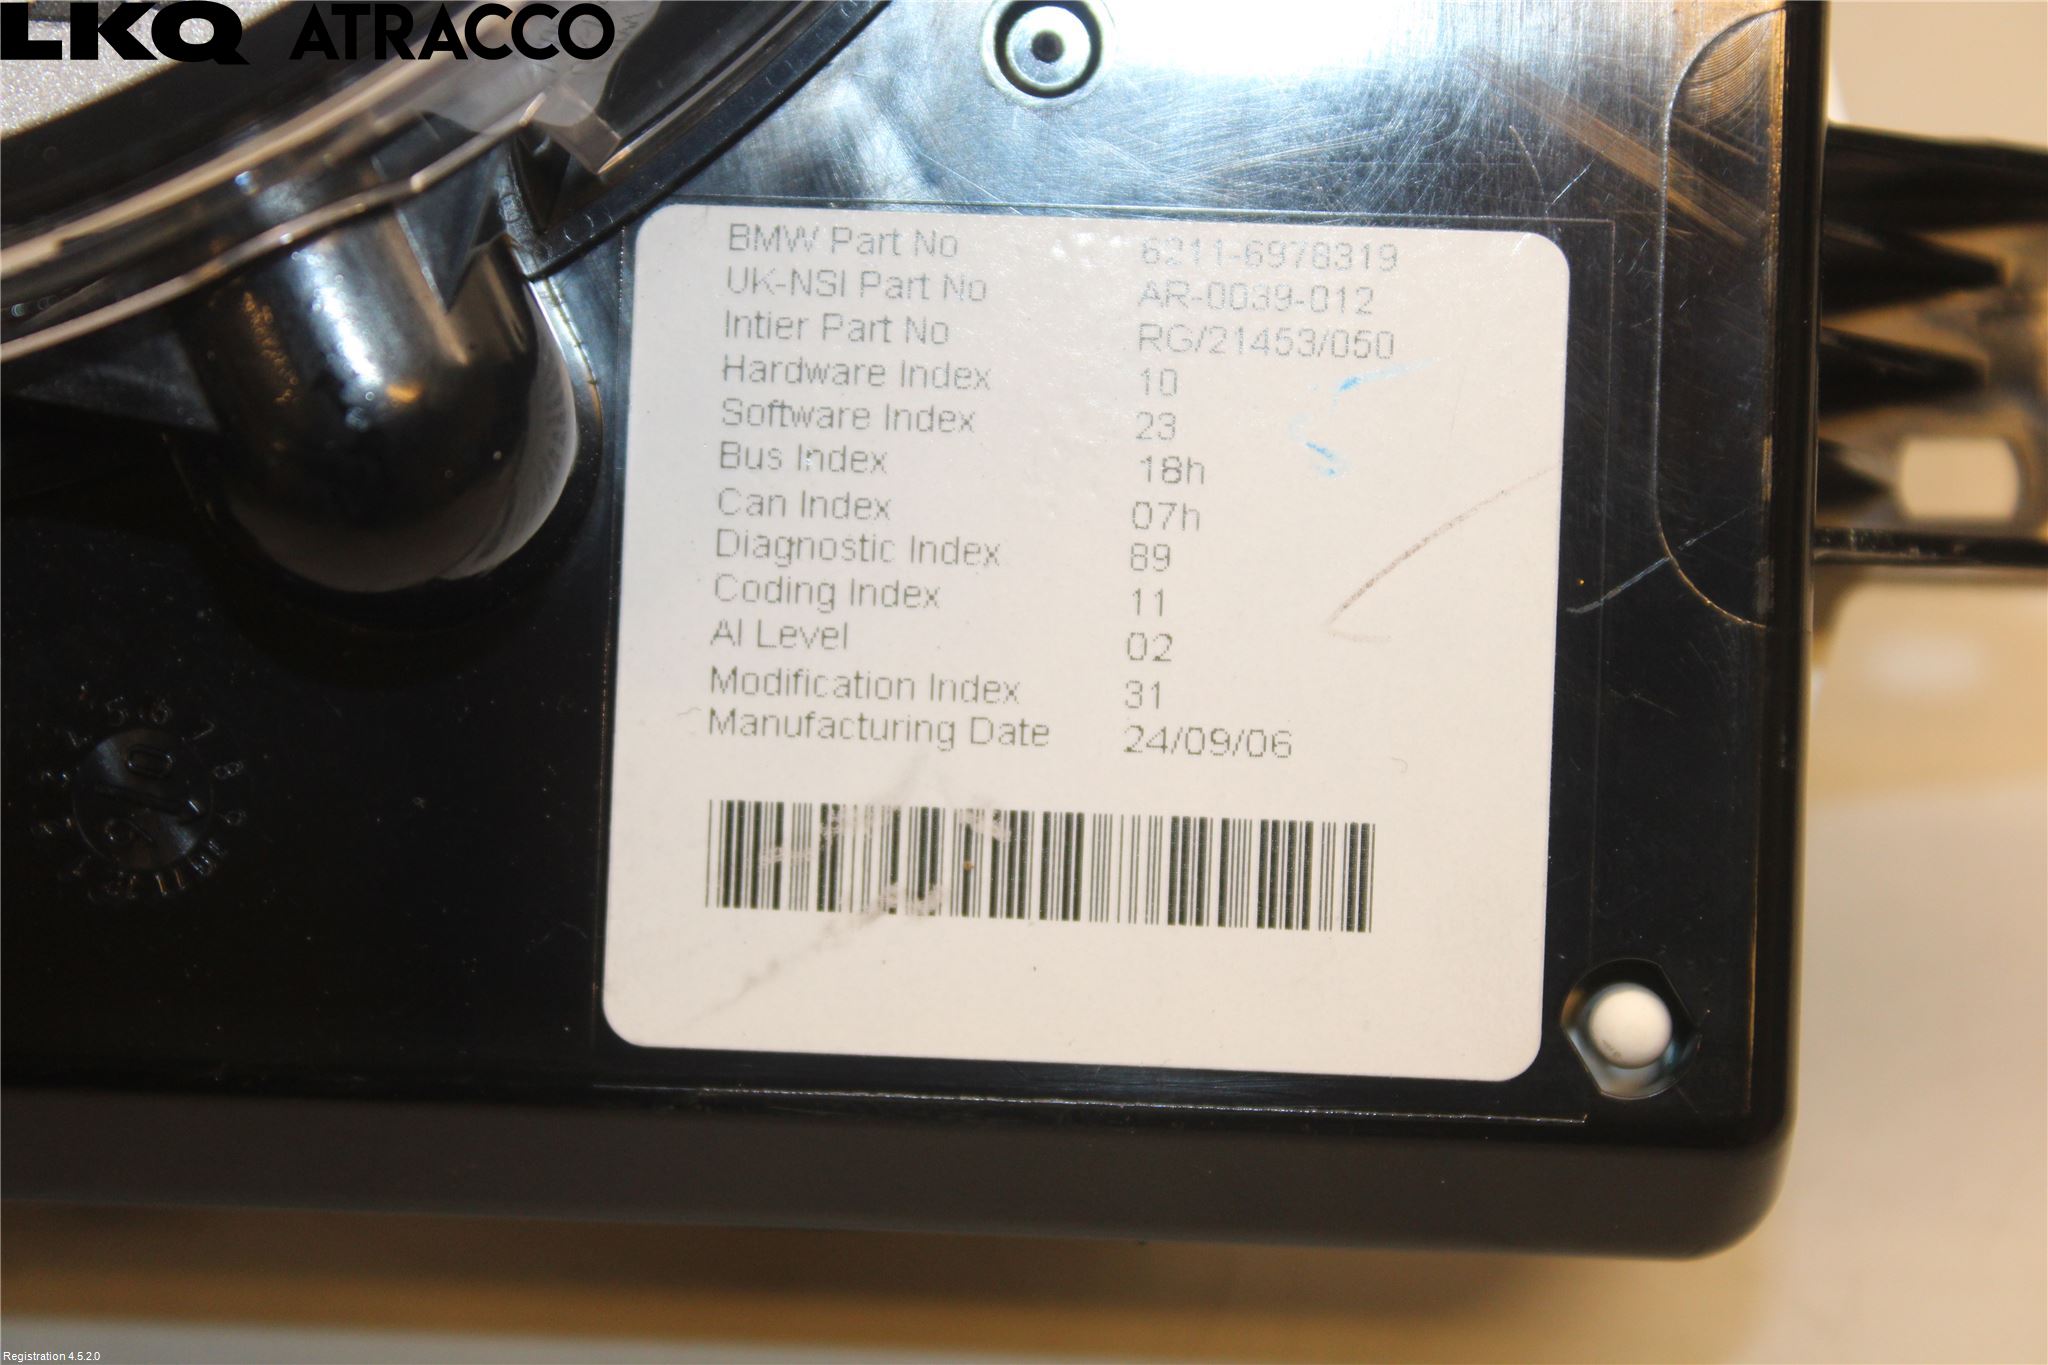 LKQ ATRACCO
BMW Part No 6211-6978319
UK-NSI Part No AR-0039-012
Intier Part No RG/21453/050
Hardware Index 10
Software Index 23
Bus Index 18h
Can Index 07h
Diagnostic Index 89
Coding Index 11
AI Level 02
Modification Index 31
Manufacturing Date 24/09/06
Registration 4.5.2.0